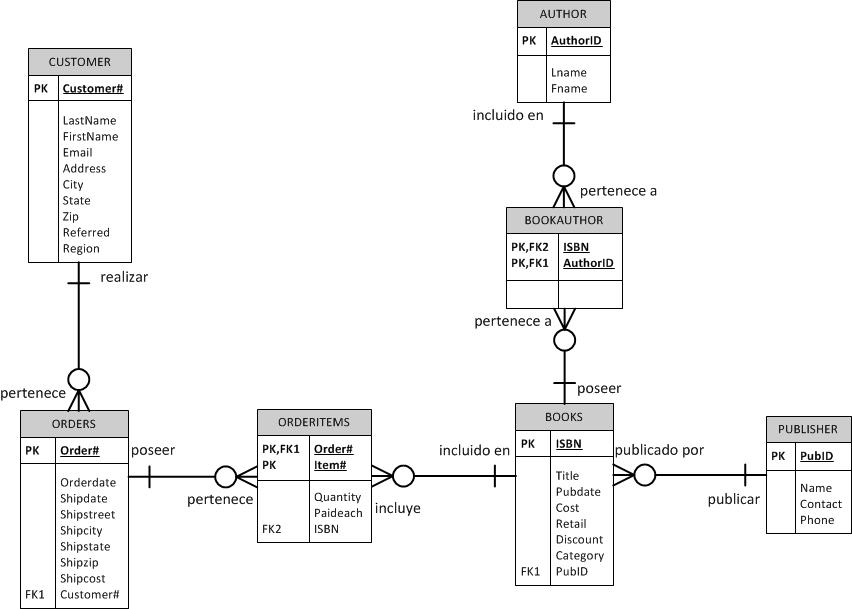 AUTHOR
PK AuthorID
Lname
Fname
incluido en
pertenece a
CUSTOMER
PK Customer#
LastName
FirstName
Email
Address
City
State
Zip
Referred
Region
realizar
pertenece
BOOKAUTHOR
PK,FK2 ISBN
PK,FK1 AuthorID
pertenece a
poseer
ORDERS
PK Order#
Orderdate
Shipdate
Shipstreet
Shipcity
Shipstate
Shipzip
Shipcost
FK1 Customer#
poseer
pertenece
ORDERITEMS
PK,FK1 Order#
PK Item#
Quantity
Paideach
FK2 ISBN
incluye
incluido en
BOOKS
PK ISBN
Title
Pubdate
Cost
Retail
Discount
Category
FK1 PubID
publicado por
publicar
PUBLISHER
PK PubID
Name
Contact
Phone